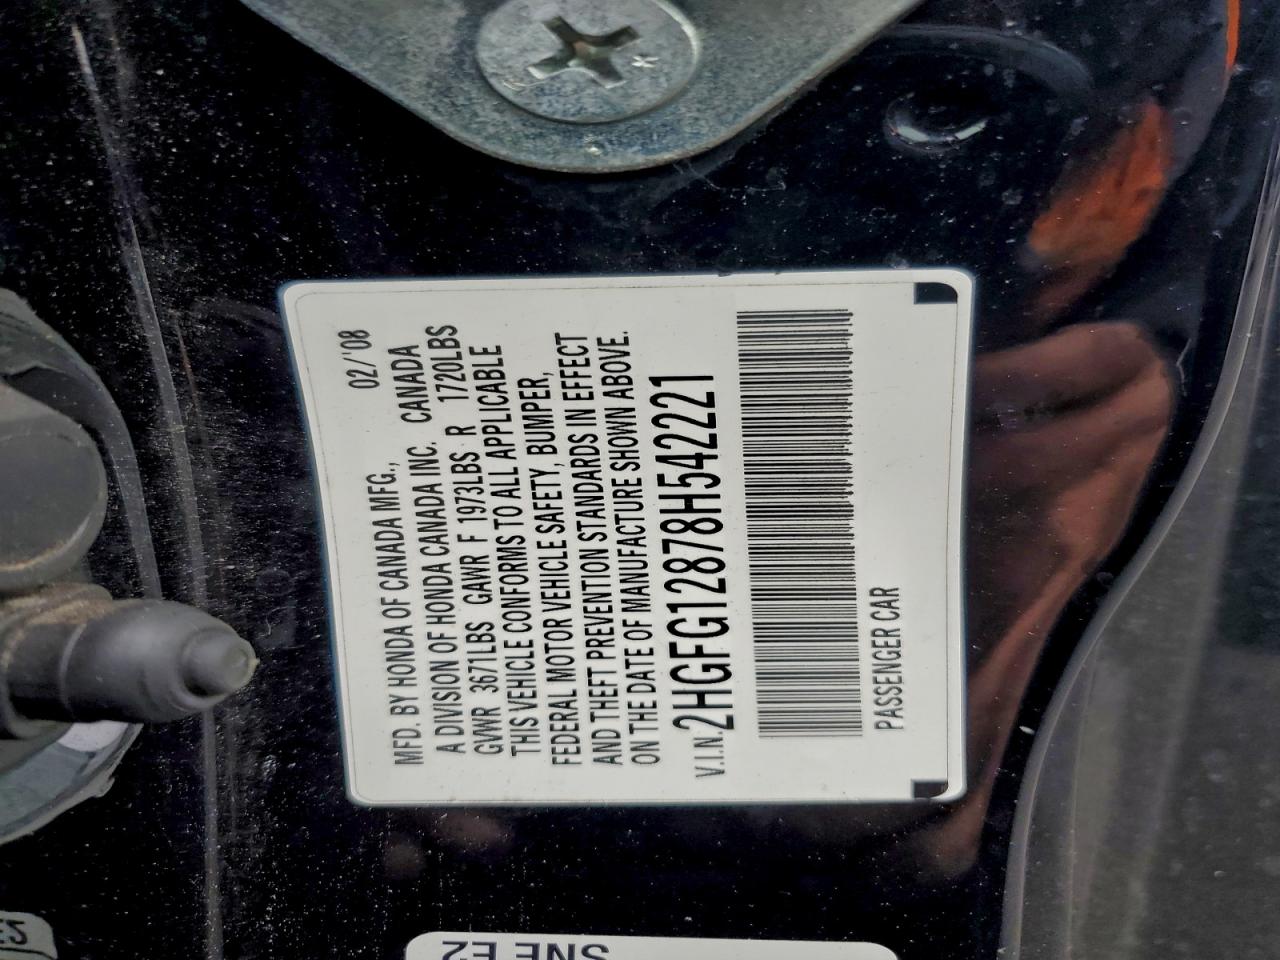 02/'08
MFD. BY HONDA OF CANADA MFG.,
A DIVISION OF HONDA CANADA INC. CANADA
GVWR 3671LBS GAWR F 1973LBS R 1720LBS
THIS VEHICLE CONFORMS TO ALL APPLICABLE
FEDERAL MOTOR VEHICLE SAFETY, BUMPER,
AND THEFT PREVENTION STANDARDS IN EFFECT
ON THE DATE OF MANUFACTURE SHOWN ABOVE.
V.I.N. 2HGFG12878H542221
PASSENGER CAR
SNE E2